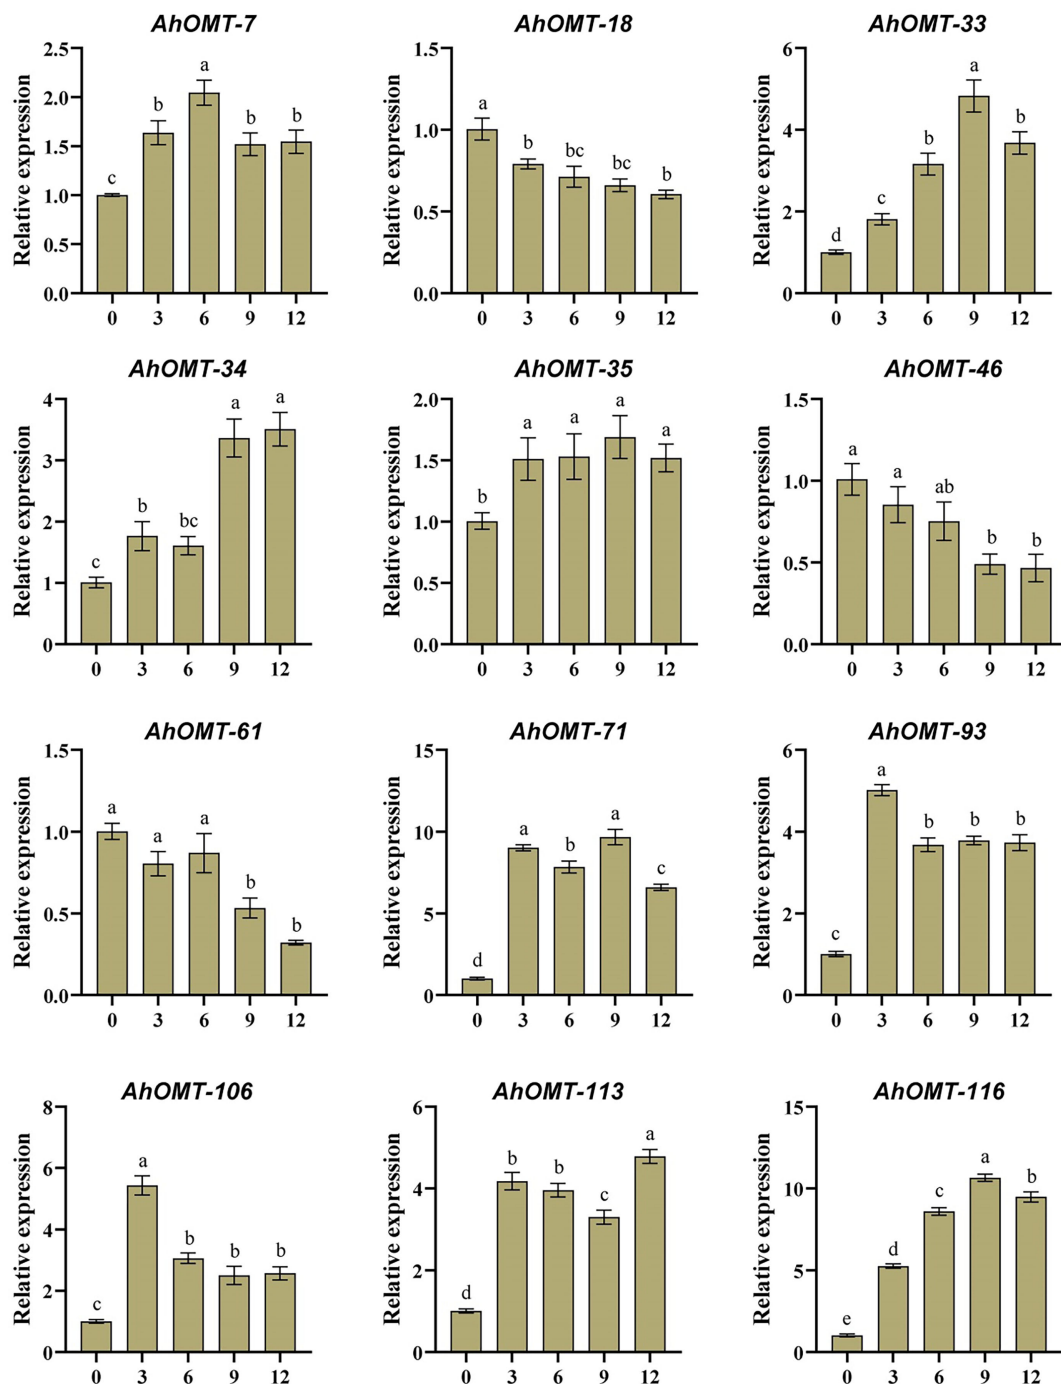 AhOMT-7
AhOMT-18
AhOMT-33
Relative expression
2.5
2.0
1.5
1.0
0.5
0.0
c
b
a
b
b
0 3 6 9 12
Relative expression
1.5
1.0
0.5
0.0
a
b
bc
bc
b
0 3 6 9 12
Relative expression
6
4
2
0
d
c
b
a
b
0 3 6 9 12
AhOMT-34
AhOMT-35
AhOMT-46
Relative expression
4
3
2
1
0
c
b
bc
a
a
0 3 6 9 12
Relative expression
2.0
1.5
1.0
0.5
0.0
b
a
a
a
a
0 3 6 9 12
Relative expression
1.5
1.0
0.5
0.0
a
a
ab
b
b
0 3 6 9 12
AhOMT-61
AhOMT-71
AhOMT-93
Relative expression
1.5
1.0
0.5
0.0
a
a
a
b
b
0 3 6 9 12
Relative expression
15
10
5
0
d
a
b
a
c
0 3 6 9 12
Relative expression
6
4
2
0
c
a
b
b
b
0 3 6 9 12
AhOMT-106
AhOMT-113
AhOMT-116
Relative expression
8
6
4
2
0
c
a
b
b
b
0 3 6 9 12
Relative expression
6
4
2
0
d
b
b
c
a
0 3 6 9 12
Relative expression
15
10
5
0
e
d
c
a
b
0 3 6 9 12